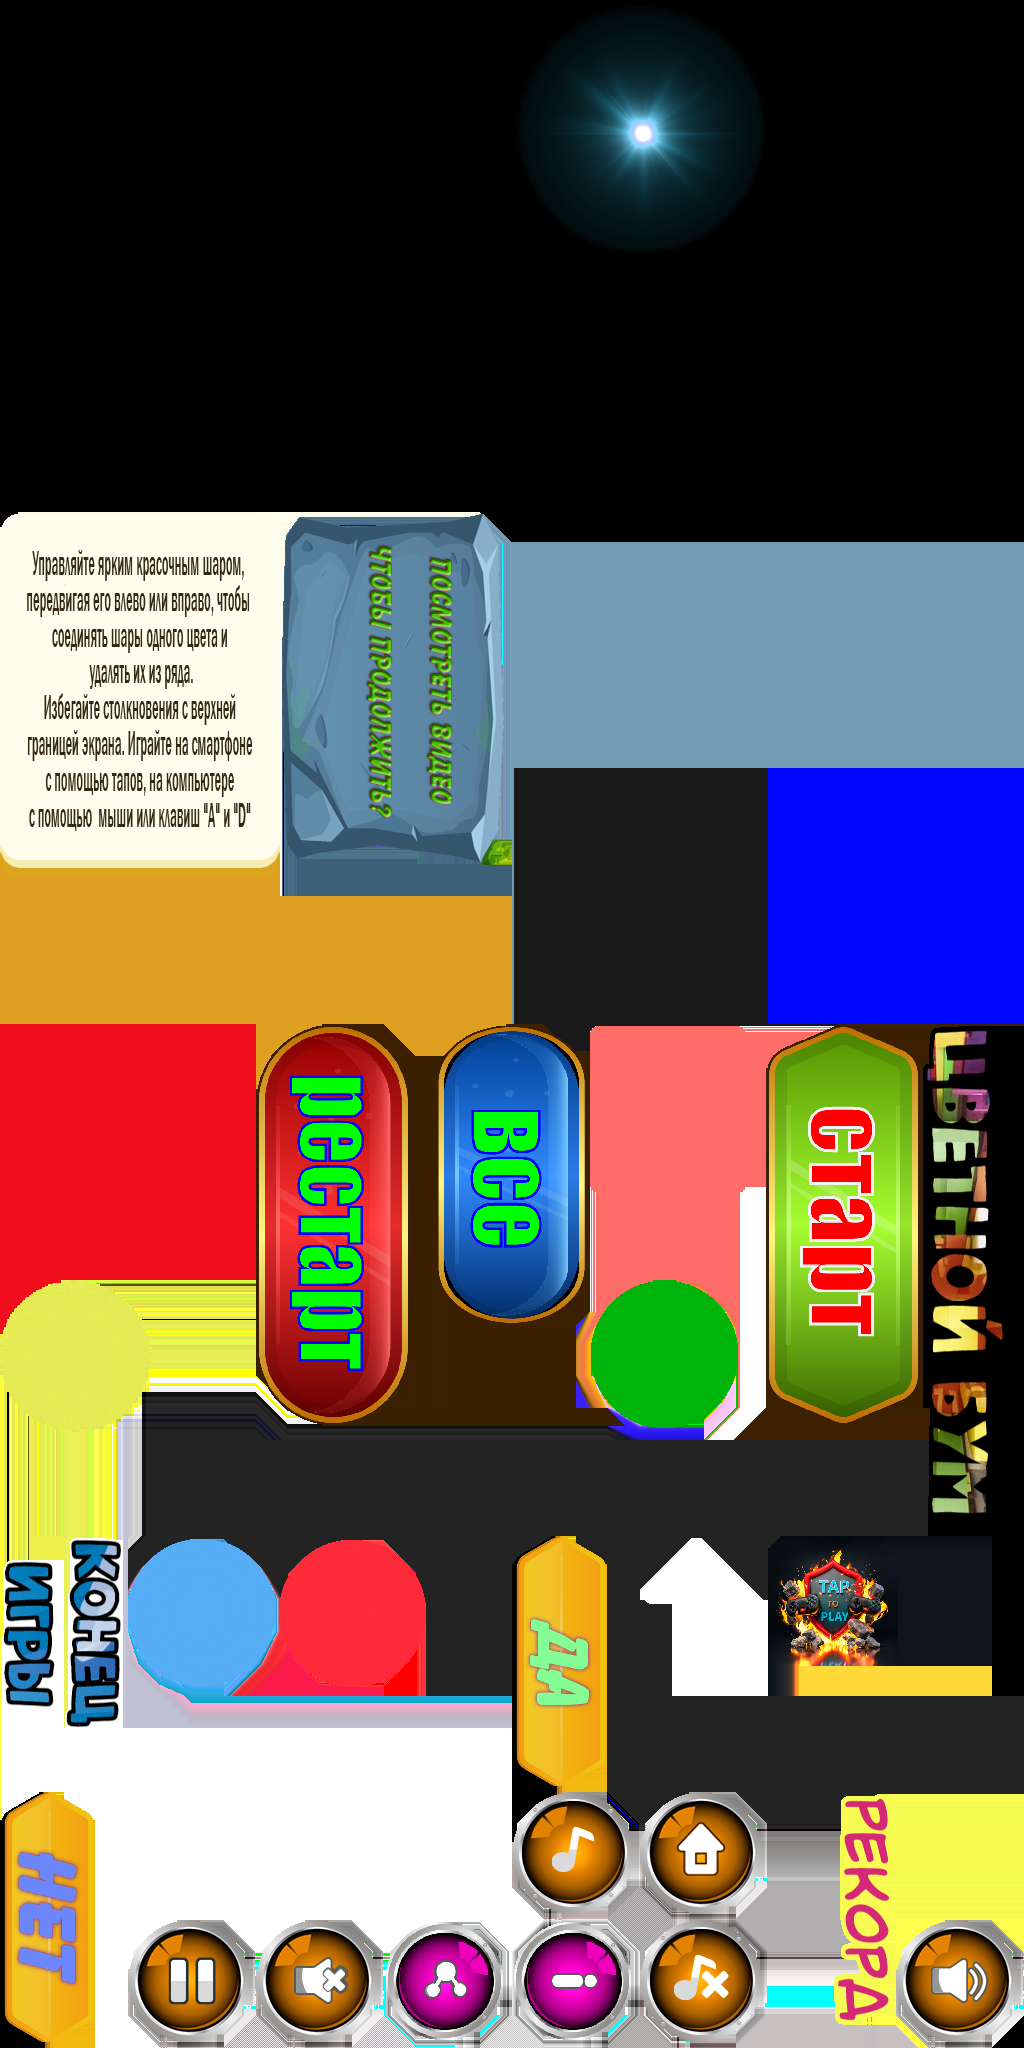 Управляйте ярким красочным шаром,
передвигая его влево или вправо, чтобы
соединять шары одного цвета и
удалять их из ряда.
Избегайте столкновения с верхней
границей экрана. Играйте на смартфоне
с помощью тапов, на компьютере
с помощью мыши или клавиш "А" и "D"
ПОСМОТРЕТЬ ВИДЕО
ЧТОБЫ ПРОДОЛЖИТЬ?
рестарт
все
старт
ЦВЕТНОЙ БУМ
КОНЕЦ
ИГРЫ
ДА
TAP
TO
PLAY
НЕТ
РЕКОРД